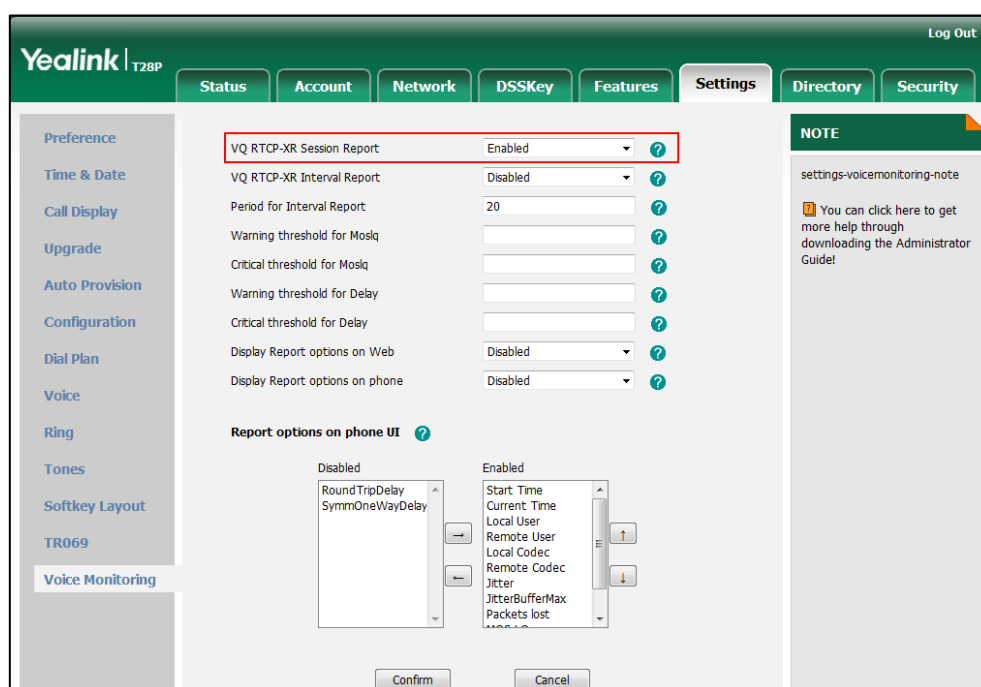 Log Out
Yealink | T28P
Status Account Network DSSKey Features Settings Directory Security
Preference
Time & Date
Call Display
Upgrade
Auto Provision
Configuration
Dial Plan
Voice
Ring
Tones
Softkey Layout
TR069
Voice Monitoring
VQ RTCP-XR Session Report Enabled ?
VQ RTCP-XR Interval Report Disabled ?
Period for Interval Report 20 ?
Warning threshold for Moslq ?
Critical threshold for Moslq ?
Warning threshold for Delay ?
Critical threshold for Delay ?
Display Report options on Web Disabled ?
Display Report options on phone Disabled ?
Report options on phone UI ?
Disabled
RoundTripDelay
SymmOneWayDelay
→
←
Enabled
Start Time
Current Time
Local User
Remote User
Local Codec
Remote Codec
Jitter
JitterBufferMax
Packets lost
↑
↓
Confirm Cancel
NOTE
settings-voicemonitoring-note
? You can click here to get
more help through
downloading the Administrator
Guide!